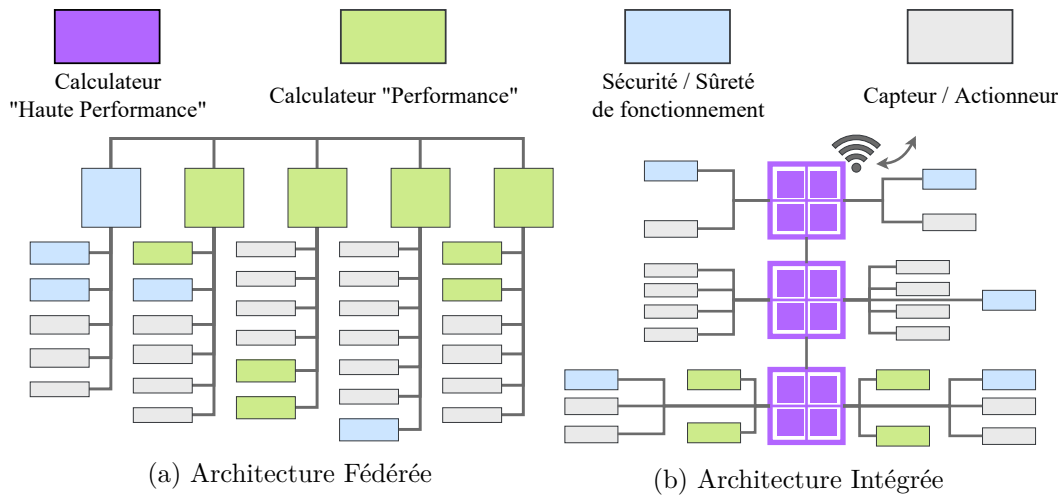 Calculateur
"Haute Performance"
Calculateur "Performance"
Sécurité / Sûreté
de fonctionnement
Capteur / Actionneur
(a) Architecture Fédérée
(b) Architecture Intégrée